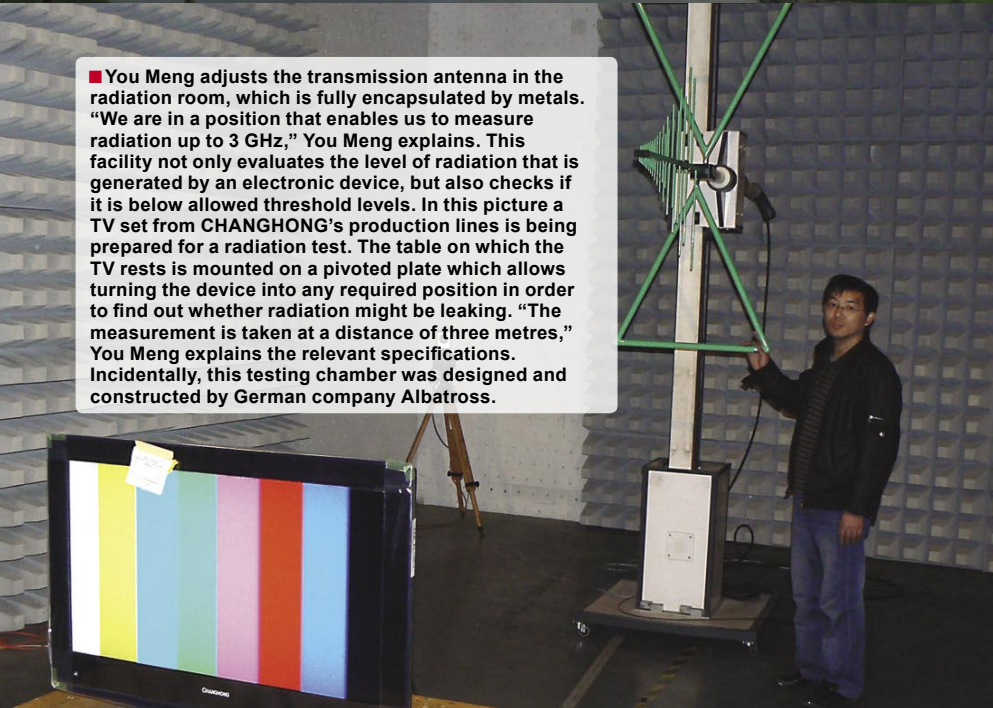 ■ You Meng adjusts the transmission antenna in the
radiation room, which is fully encapsulated by metals.
“We are in a position that enables us to measure
radiation up to 3 GHz,” You Meng explains. This
facility not only evaluates the level of radiation that is
generated by an electronic device, but also checks if
it is below allowed threshold levels. In this picture a
TV set from CHANGHONG’s production lines is being
prepared for a radiation test. The table on which the
TV rests is mounted on a pivoted plate which allows
turning the device into any required position in order
to find out whether radiation might be leaking. “The
measurement is taken at a distance of three metres,”
You Meng explains the relevant specifications.
Incidentally, this testing chamber was designed and
constructed by German company Albatross.
CHANGHONG